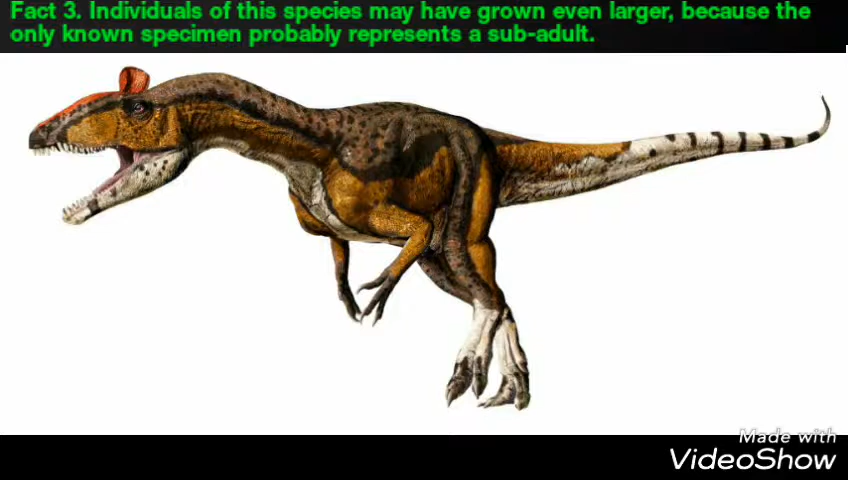 Fact 3. Individuals of this species may have grown even larger, because the
only known specimen probably represents a sub-adult.
Made with
VideoShow